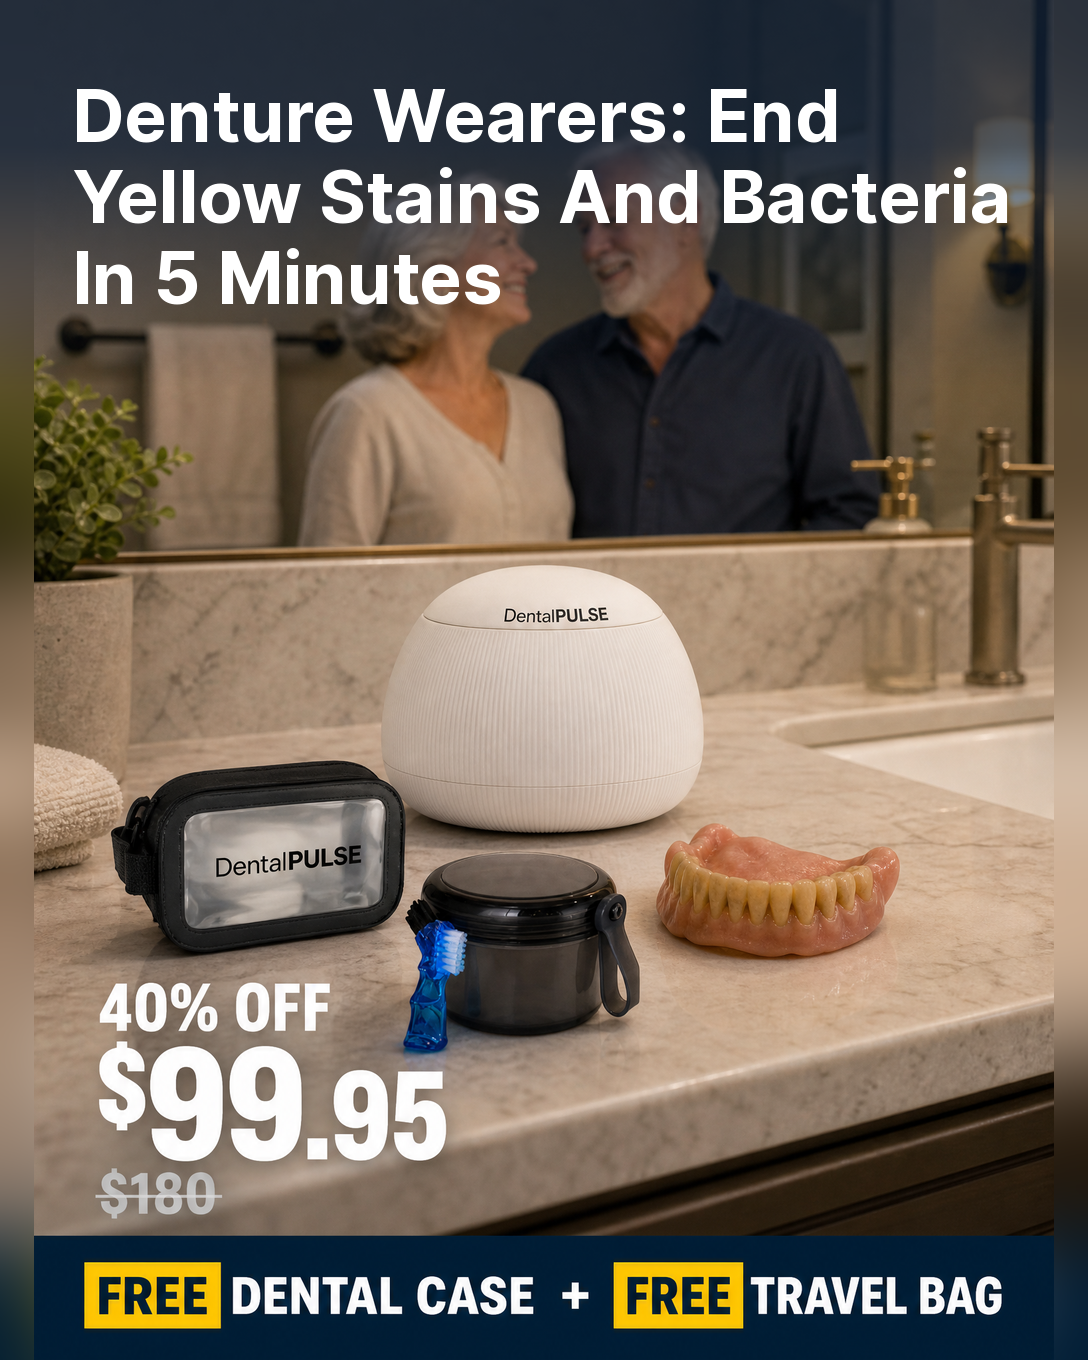 Denture Wearers: End
Yellow Stains And Bacteria
In 5 Minutes
DentalPULSE
DentalPULSE
40% OFF
$99.95
$180
FREE DENTAL CASE + FREE TRAVEL BAG